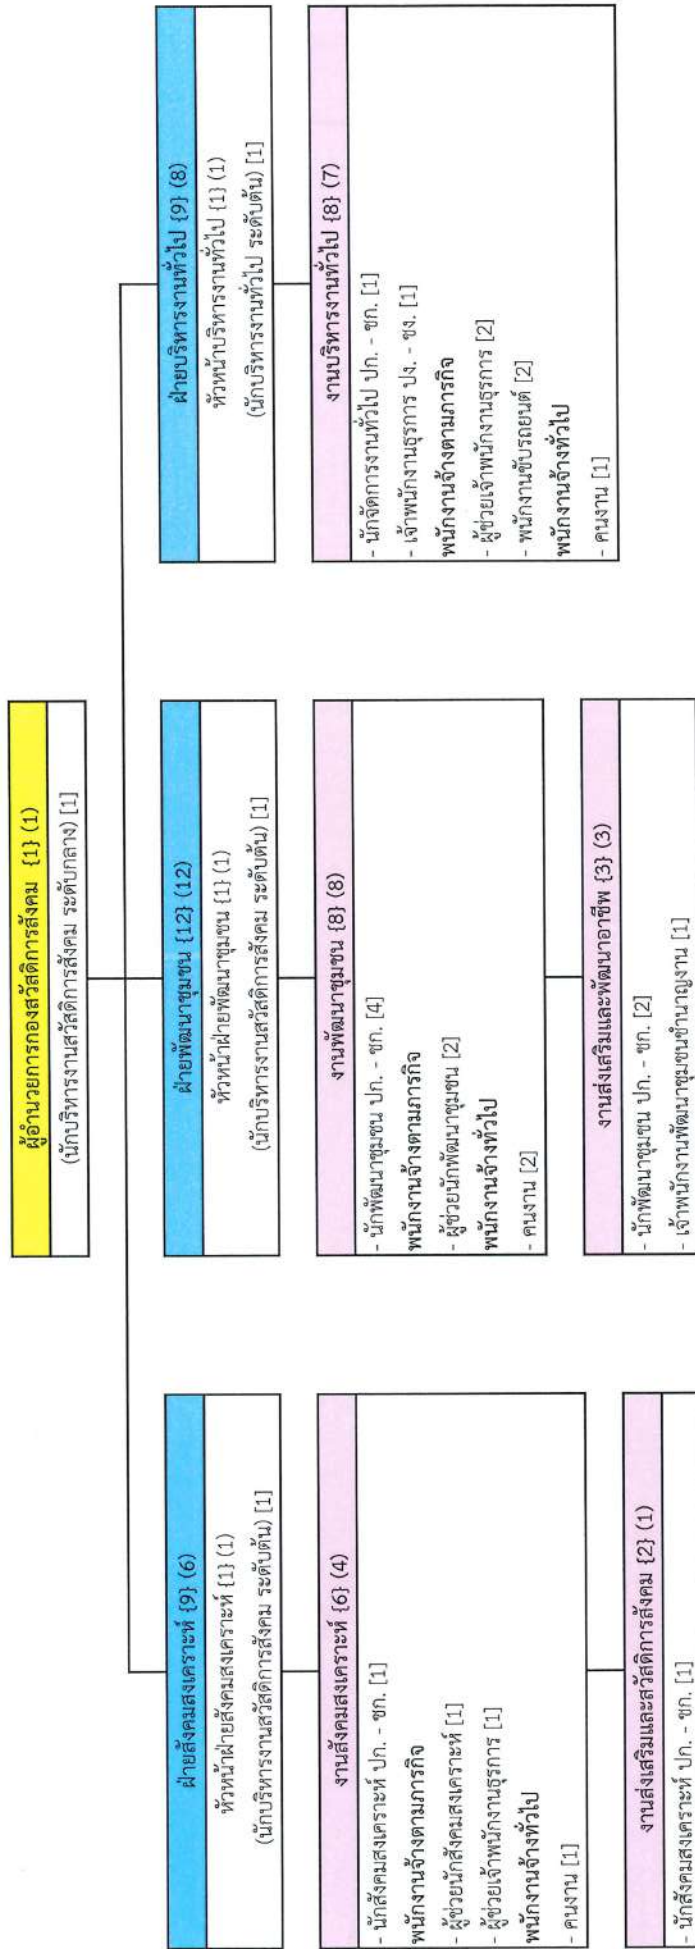 ผู้อำนวยการกองสวัสดิการสังคม {1} (1)
(นักบริหารงานสวัสดิการสังคม ระดับกลาง) [1]
ฝ่ายสังคมสงเคราะห์ {9} (6)
หัวหน้าฝ่ายสังคมสงเคราะห์ {1} (1)
(นักบริหารงานสวัสดิการสังคม ระดับต้น) [1]
งานสังคมสงเคราะห์ {6} (4)
- นักสังคมสงเคราะห์ ปก. - ชก. [1]
พนักงานจ้างตามภารกิจ
- ผู้ช่วยนักสังคมสงเคราะห์ [1]
- ผู้ช่วยเจ้าพนักงานธุรการ [1]
พนักงานจ้างทั่วไป
- คนงาน [1]
งานส่งเสริมและสวัสดิการสังคม {2} (1)
- นักสังคมสงเคราะห์ ปก. - ชก. [1]
ฝ่ายพัฒนาชุมชน {12} (12)
หัวหน้าฝ่ายพัฒนาชุมชน {1} (1)
(นักบริหารงานสวัสดิการสังคม ระดับต้น) [1]
งานพัฒนาชุมชน {8} (8)
- นักพัฒนาชุมชน ปก. - ชก. [4]
พนักงานจ้างตามภารกิจ
- ผู้ช่วยนักพัฒนาชุมชน [2]
พนักงานจ้างทั่วไป
- คนงาน [2]
งานส่งเสริมและพัฒนาอาชีพ {3} (3)
- นักพัฒนาชุมชน ปก. - ชก. [2]
- เจ้าพนักงานพัฒนาชุมชนชำนาญงาน [1]
ฝ่ายบริหารงานทั่วไป {9} (8)
หัวหน้าบริหารงานทั่วไป {1} (1)
(นักบริหารงานทั่วไป ระดับต้น) [1]
งานบริหารงานทั่วไป {8} (7)
- นักจัดการงานทั่วไป ปก. - ชก. [1]
- เจ้าพนักงานธุรการ ปง. - ชง. [1]
พนักงานจ้างตามภารกิจ
- ผู้ช่วยเจ้าพนักงานธุรการ [2]
- พนักงานขับรถยนต์ [2]
พนักงานจ้างทั่วไป
- คนงาน [1]